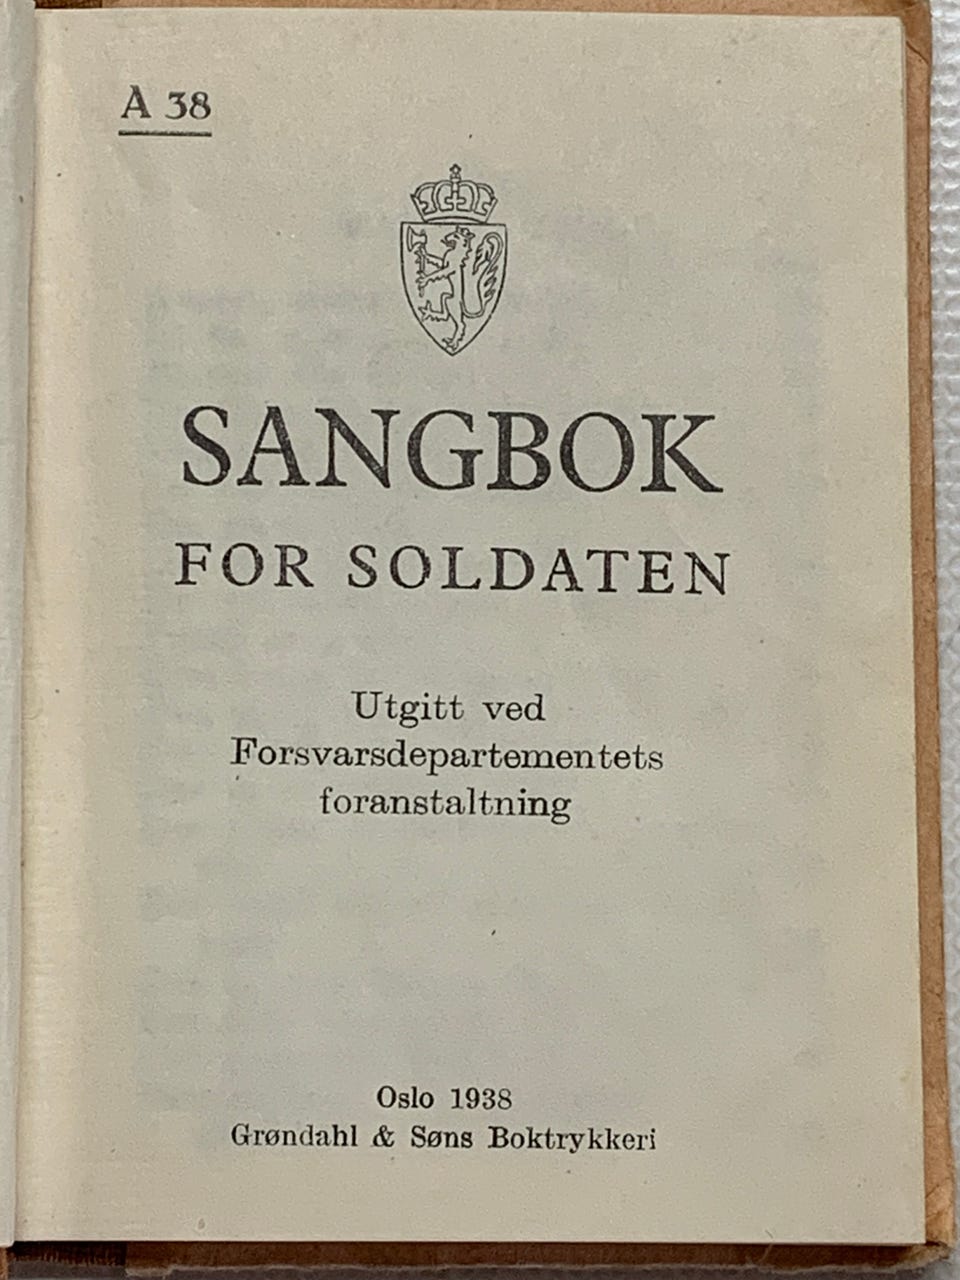 A 38
SANGBOK
FOR SOLDATEN
Utgitt ved
Forsvarsdepartementets
foranstaltning
Oslo 1938
Grøndahl & Søns Boktrykkeri